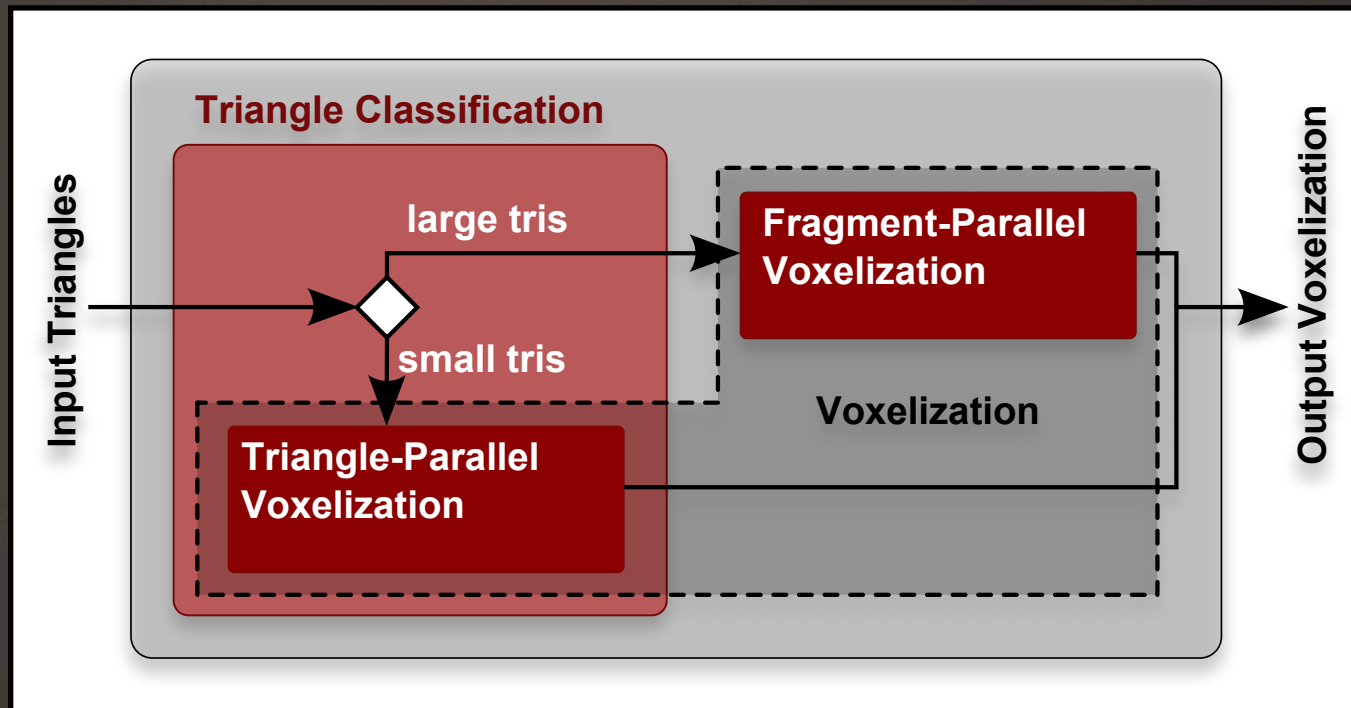 Triangle Classification
Input Triangles
large tris
small tris
Fragment-Parallel
Voxelization
Triangle-Parallel
Voxelization
Voxelization
Output Voxelization